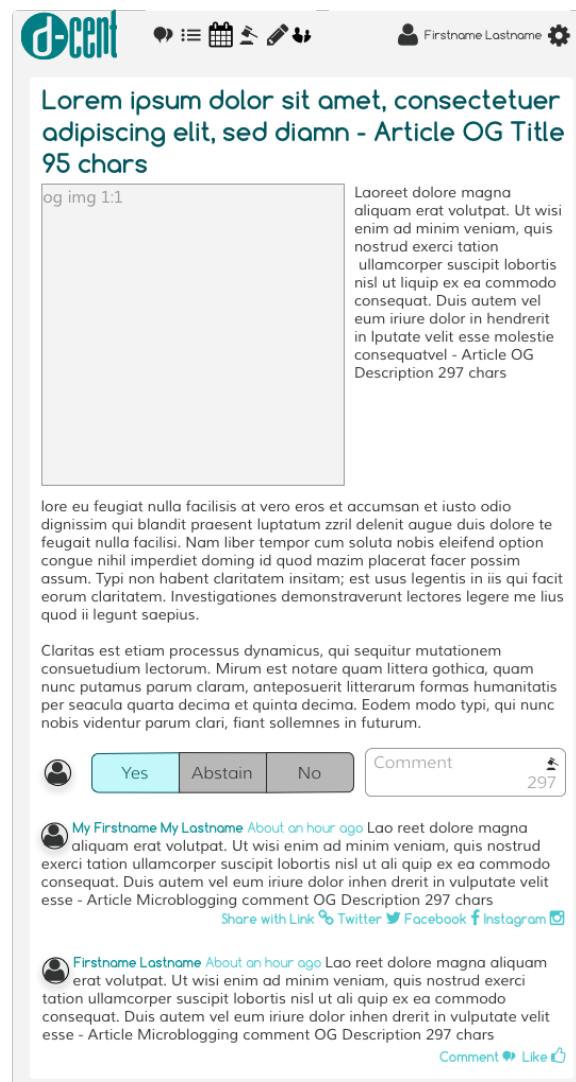 d-cent
Firstname Lastname
Lorem ipsum dolor sit amet, consectetuer
adipiscing elit, sed diamn - Article OG Title
95 chars
og img 1:1
Laoreet dolore magna
aliquam erat volutpat. Ut wisi
enim ad minim veniam, quis
nostrud exerci tation
ullamcorper suscipit lobortis
nisl ut liquip ex ea commodo
consequat. Duis autem vel
eum iriure dolor in hendrerit
in lputate velit esse molestie
consequatvel - Article OG
Description 297 chars
lore eu feugiat nulla facilisis at vero eros et accumsan et iusto odio
dignissim qui blandit praesent luptatum zzril delenit augue duis dolore te
feugait nulla facilisi. Nam liber tempor cum soluta nobis eleifend option
congue nihil imperdiet doming id quod mazim placerat facer possim
assum. Typi non habent claritatem insitam; est usus legentis in iis qui facit
eorum claritatem. Investigationes demonstraverunt lectores legere me lius
quod ii legunt saepius.
Claritas est etiam processus dynamicus, qui sequitur mutationem
consuetudium lectorum. Mirum est notare quam littera gothica, quam
nunc putamus parum claram, anteposuerit litterarum formas humanitatis
per seacula quarta decima et quinta decima. Eodem modo typi, qui nunc
nobis videntur parum clari, fiant sollemnes in futurum.
Yes Abstain No Comment
297
My Firstname My Lastname About an hour ago Lao reet dolore magna
aliquam erat volutpat. Ut wisi enim ad minim veniam, quis nostrud
exerci tation ullamcorper suscipit lobortis nisl ut ali quip ex ea commodo
consequat. Duis autem vel eum iriure dolor inhen drerit in vulputate velit
esse - Article Microblogging comment OG Description 297 chars
Share with Link Twitter Facebook Instagram
Firstname Lastname About an hour ago Lao reet dolore magna aliquam
erat volutpat. Ut wisi enim ad minim veniam, quis nostrud exerci
tation ullamcorper suscipit lobortis nisl ut ali quip ex ea commodo
consequat. Duis autem vel eum iriure dolor inhen drerit in vulputate velit
esse - Article Microblogging comment OG Description 297 chars
Comment Like